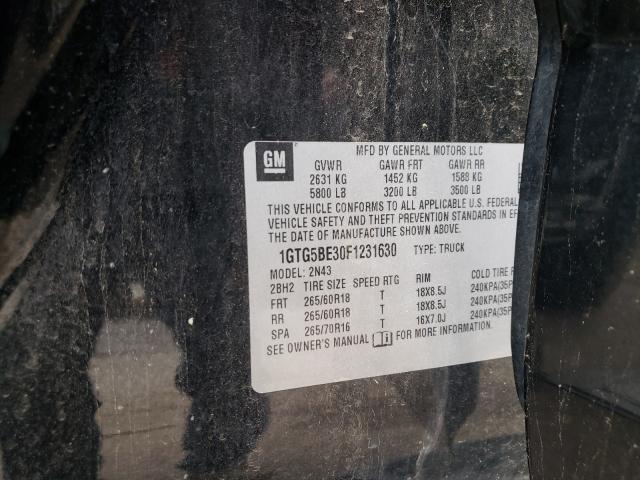 GM
MFD BY GENERAL MOTORS LLC
GVWR GAWR FRT GAWR RR
2631 KG 1452 KG 1588 KG
5800 LB 3200 LB 3500 LB
THIS VEHICLE CONFORMS TO ALL APPLICABLE U.S. FEDERAL
VEHICLE SAFETY AND THEFT PREVENTION STANDARDS IN EF
THE DATE OF MANUFACTURE SHOWN ABOVE.
1GTG5BE30F1231630 TYPE: TRUCK
MODEL: 2N43
2BH2 TIRE SIZE SPEED RTG RIM COLD TIRE
FRT 265/60R18 T 18X8.5J 240KPA(35P
RR 265/60R18 T 18X8.5J 240KPA(35P
SPA 265/70R16 T 16X7.0J 240KPA(35P
SEE OWNER'S MANUAL FOR MORE INFORMATION.